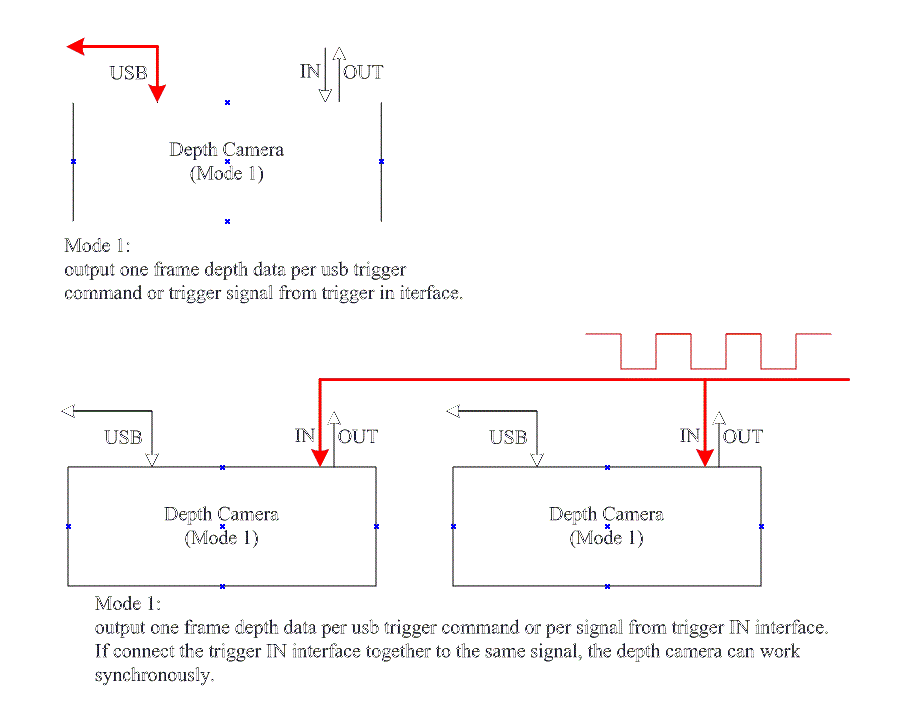 USB
IN OUT
Depth Camera
(Mode 1)
Mode 1:
output one frame depth data per usb trigger
command or trigger signal from trigger in iterface.
USB
IN OUT
USB
IN OUT
Depth Camera
(Mode 1)
Depth Camera
(Mode 1)
Mode 1:
output one frame depth data per usb trigger command or per signal from trigger IN interface.
If connect the trigger IN interface together to the same signal, the depth camera can work
synchronously.